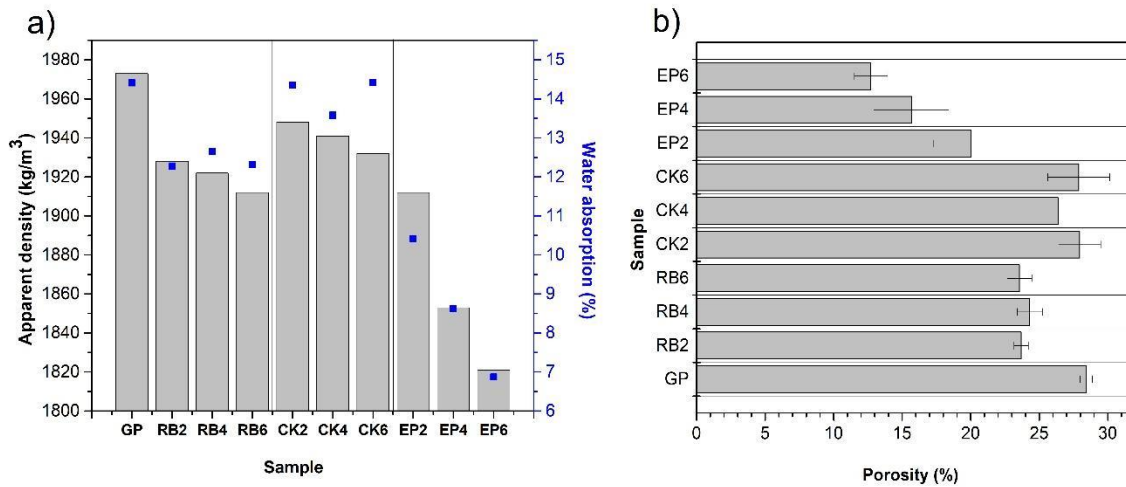 a)
Apparent density (kg/m³)
1980
1960
1940
1920
1900
1880
1860
1840
1820
1800
15
14
13
12
11
10
9
8
7
6
Water absorption (%)
GP RB2 RB4 RB6 CK2 CK4 CK6 EP2 EP4 EP6
Sample
b)
Sample
EP6
EP4
EP2
CK6
CK4
CK2
RB6
RB4
RB2
GP
0 5 10 15 20 25 30
Porosity (%)